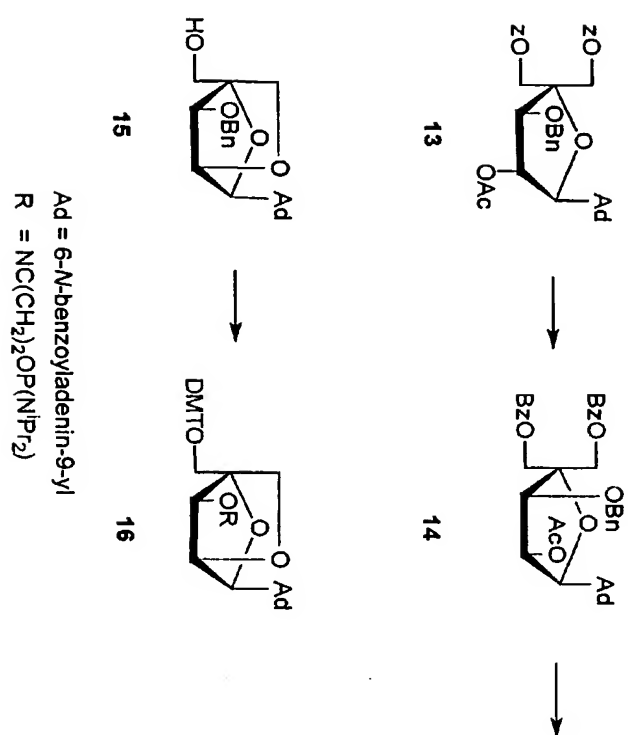 zO
zO
O
OBn
Ad
OAc
13
BzO
BzO
OBn
O
AcO
Ad
14
HO
O
OBn
O
Ad
15
DMTO
O
OR
O
Ad
16
Ad = 6-N-benzoyladenin-9-yl
R = NC(CH₂)₂OP(NⁱPr₂)